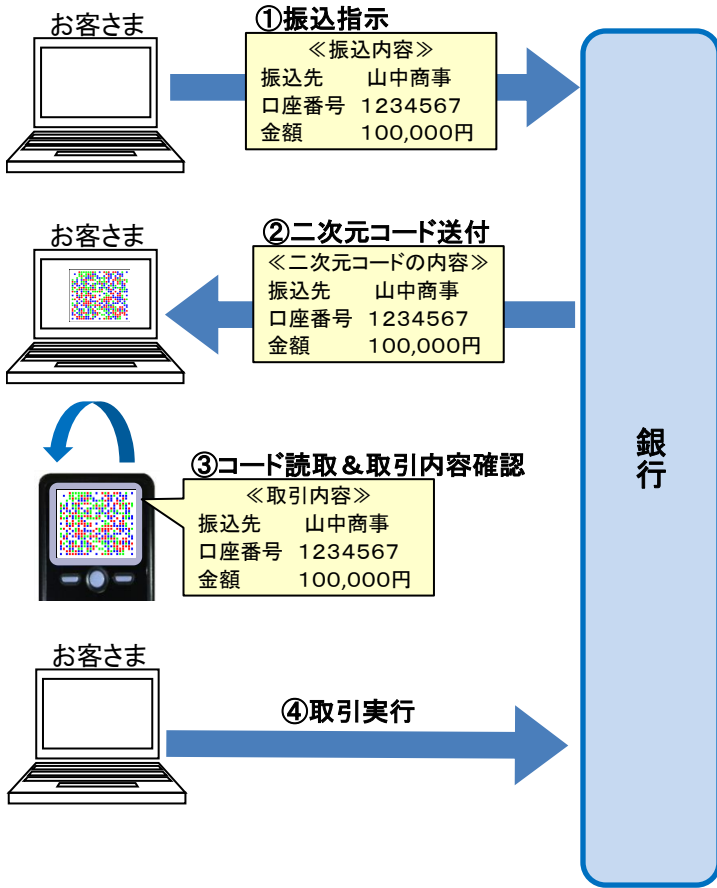 お客さま
①振込指示
≪振込内容≫
振込先 山中商事
口座番号 1234567
金額 100,000円
お客さま
②二次元コード送付
≪二次元コードの内容≫
振込先 山中商事
口座番号 1234567
金額 100,000円
③コード読取＆取引内容確認
≪取引内容≫
振込先 山中商事
口座番号 1234567
金額 100,000円
銀行
お客さま
④取引実行